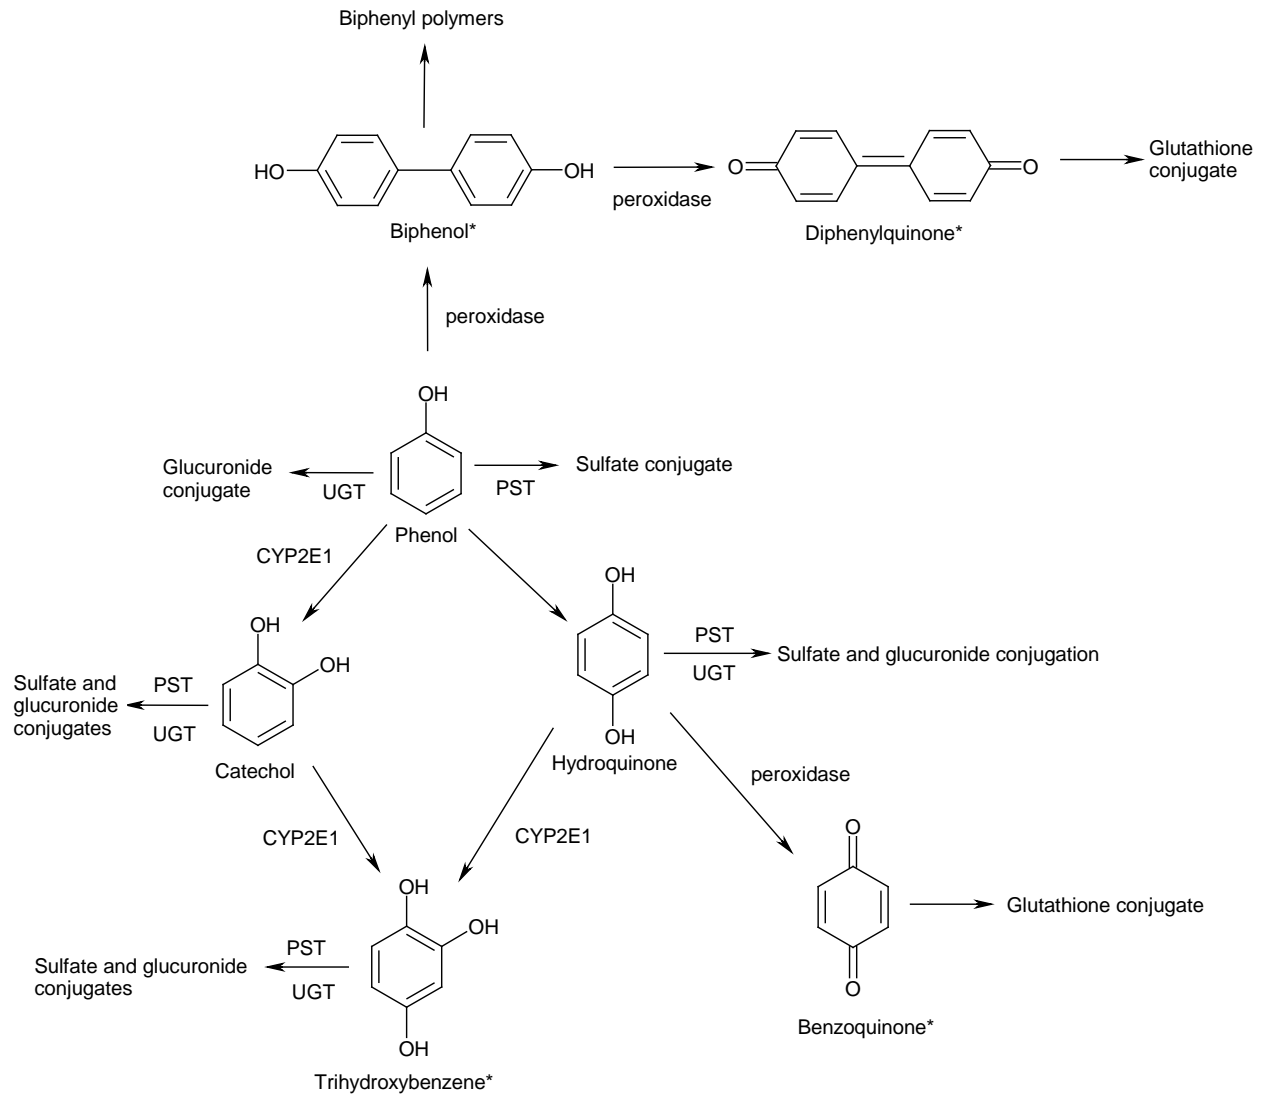 Biphenyl polymers
HO
OH
O
O
Glutathione
conjugate
peroxidase
Biphenol*
Diphenylquinone*
peroxidase
OH
Glucuronide
conjugate
UGT
PST
Sulfate conjugate
Phenol
CYP2E1
OH
OH
OH
PST
UGT
Sulfate and glucuronide conjugation
Sulfate and
glucuronide
conjugates
PST
UGT
OH
Catechol
Hydroquinone
peroxidase
CYP2E1
CYP2E1
O
OH
OH
Glutathione conjugate
PST
UGT
Sulfate and glucuronide
conjugates
O
OH
Benzoquinone*
Trihydroxybenzene*